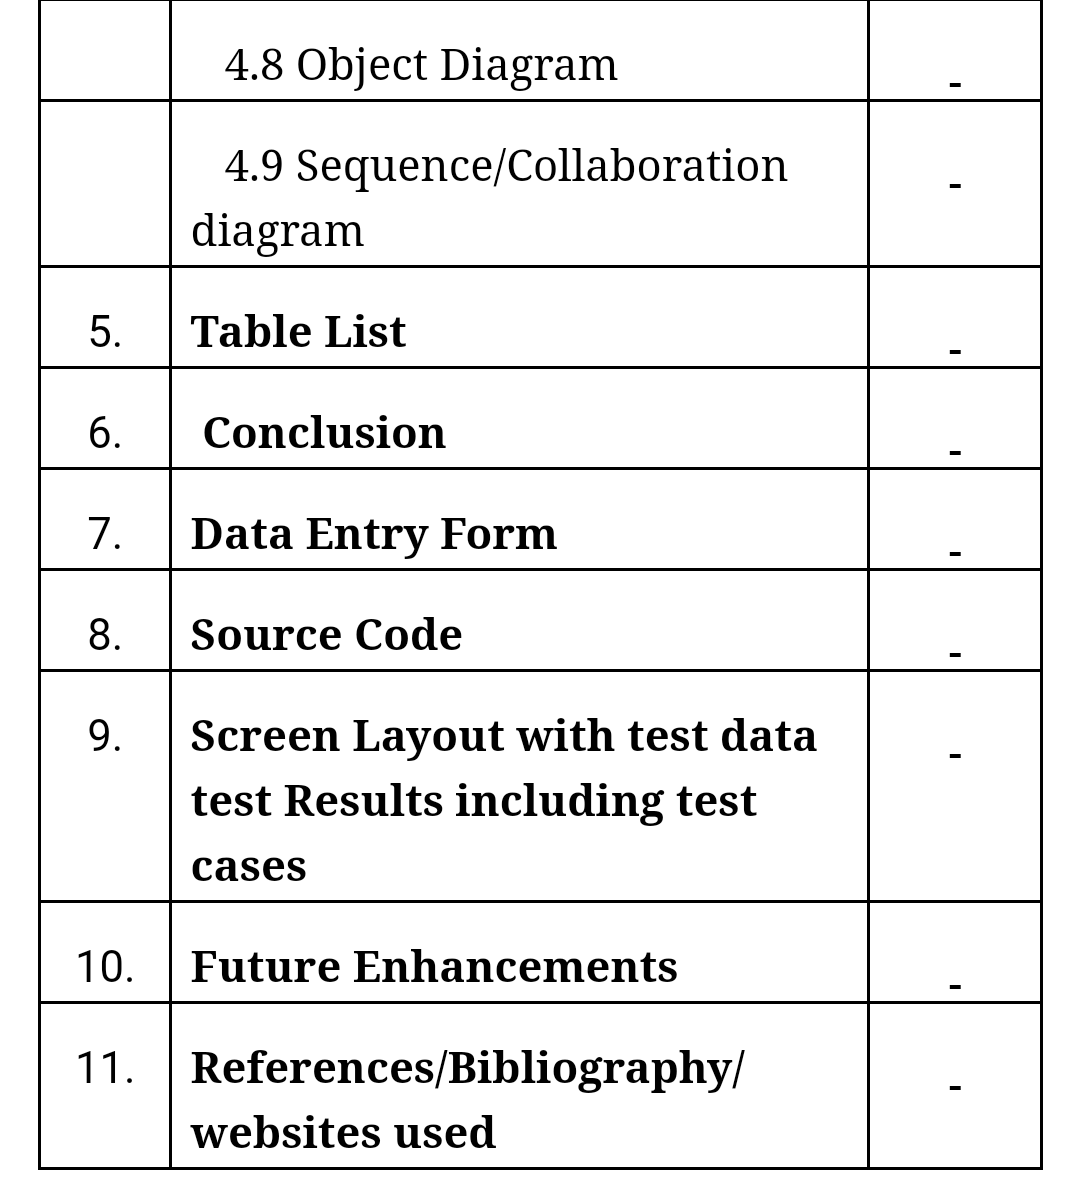 4.8 Object Diagram -
4.9 Sequence/Collaboration -
diagram
5. Table List -
6. Conclusion -
7. Data Entry Form -
8. Source Code -
9. Screen Layout with test data -
test Results including test
cases
10. Future Enhancements -
11. References/Bibliography/ -
websites used